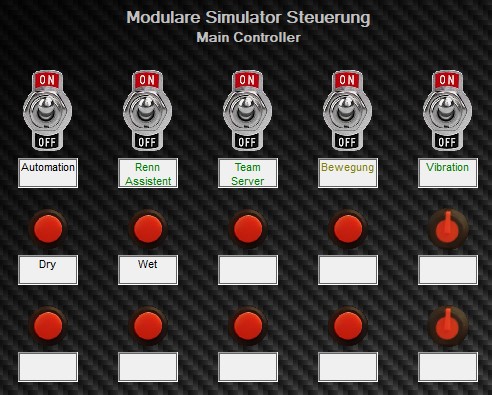 Modulare Simulator Steuerung
Main Controller
ON ON ON ON ON
OFF OFF OFF OFF OFF
Automation
Renn
Assistent
Team
Server
Bewegung
Vibration
Dry
Wet